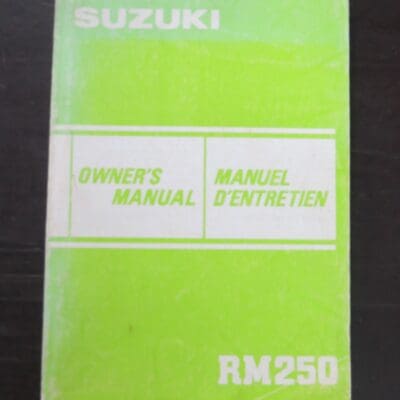 SUZUKI
OWNER'S
MANUAL
MANUEL
D'ENTRETIEN
RM250